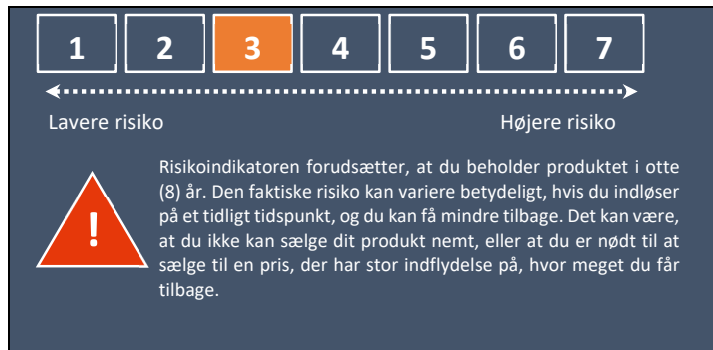 1 2 3 4 5 6 7
Lavere risiko Højere risiko
Risikoindikatoren forudsætter, at du beholder produktet i otte
(8) år. Den faktiske risiko kan variere betydeligt, hvis du indløser
på et tidligt tidspunkt, og du kan få mindre tilbage. Det kan være,
at du ikke kan sælge dit produkt nemt, eller at du er nødt til at
sælge til en pris, der har stor indflydelse på, hvor meget du får
tilbage.
!